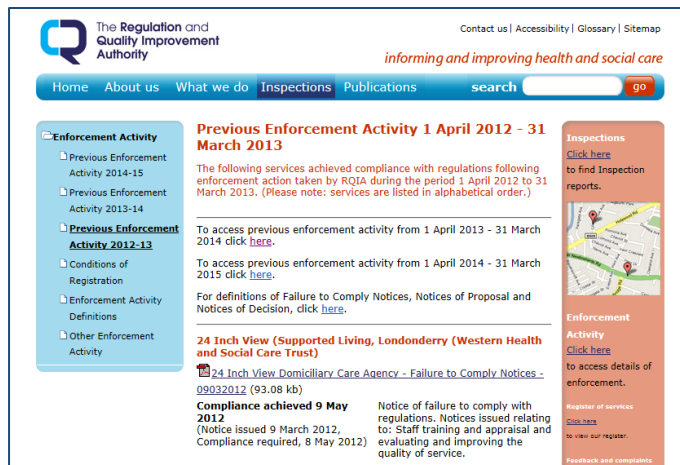 The Regulation and
Quality Improvement
Authority
Contact us | Accessibility | Glossary | Sitemap
informing and improving health and social care
Home About us What we do Inspections Publications search go
Enforcement Activity
Previous Enforcement
Activity 2014-15
Previous Enforcement
Activity 2013-14
Previous Enforcement
Activity 2012-13
Conditions of
Registration
Enforcement Activity
Definitions
Other Enforcement
Activity
Previous Enforcement Activity 1 April 2012 - 31
March 2013
The following services achieved compliance with regulations following
enforcement action taken by RQIA during the period 1 April 2012 to 31
March 2013. (Please note: services are listed in alphabetical order.)
To access previous enforcement activity from 1 April 2013 - 31 March
2014 click here.
To access previous enforcement activity from 1 April 2014 - 31 March
2015 click here.
For definitions of Failure to Comply Notices, Notices of Proposal and
Notices of Decision, click here.
24 Inch View (Supported Living, Londonderry (Western Health
and Social Care Trust)
24 Inch View Domiciliary Care Agency - Failure to Comply Notices -
09032012 (93.08 kb)
Compliance achieved 9 May
2012
(Notice issued 9 March 2012,
Compliance required, 8 May 2012)
Notice of failure to comply with
regulations. Notices issued relating
to: Staff training and appraisal and
evaluating and improving the
quality of service.
Inspections
Click here
to find Inspection
reports.
Enforcement
Activity
Click here
to access details of
enforcement.
Register of services
Click here
to view our register.
Feedback and complaints